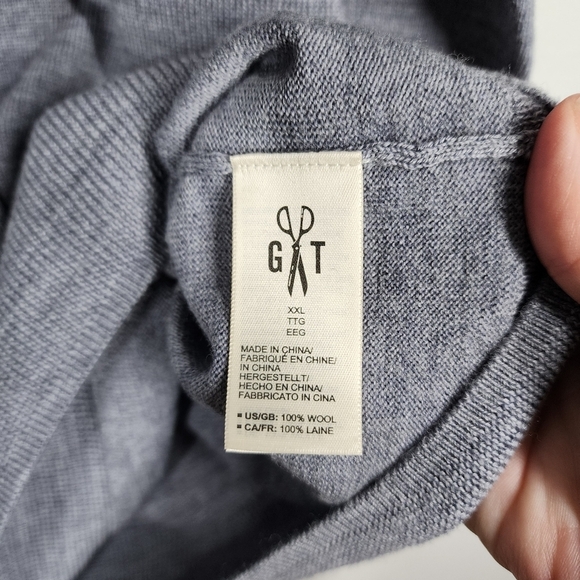 G T
XXL
TTG
EEG
MADE IN CHINA/
FABRIQUÉ EN CHINE/
IN CHINA
HERGESTELLT/
HECHO EN CHINA/
FABBRICATO IN CINA
▪ US/GB: 100% WOOL
▪ CA/FR: 100% LAINE